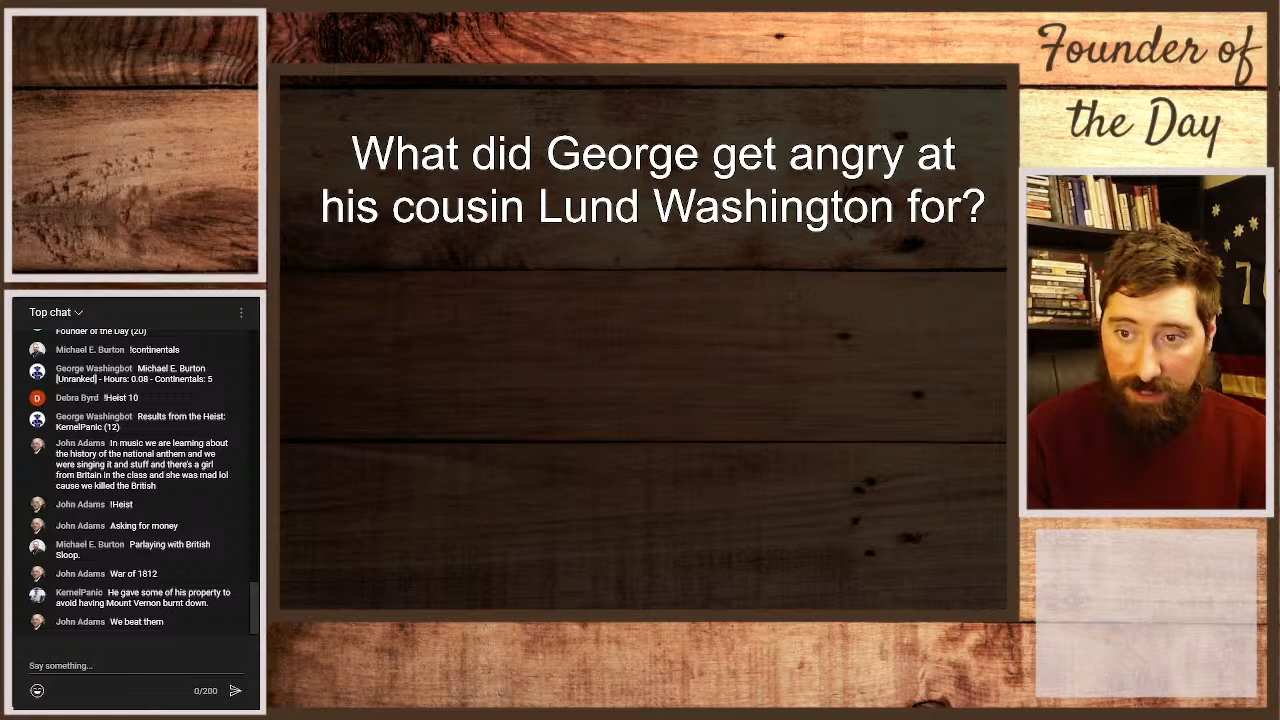 Founder of
the Day
What did George get angry at
his cousin Lund Washington for?
Top chat
Founder of the Day (20)
Michael E. Burton !continentals
George Washingbot Michael E. Burton
[Unranked] - Hours: 0.08 - Continentals: 5
D Debra Byrd !Heist 10
George Washingbot Results from the Heist:
KernelPanic (12)
John Adams In music we are learning about
the history of the national anthem and we
were singing it and stuff and there's a girl
from Britain in the class and she was mad lol
cause we killed the British
John Adams !Heist
John Adams Asking for money
Michael E. Burton Parlaying with British
Sloop.
John Adams War of 1812
KernelPanic He gave some of his property to
avoid having Mount Vernon burnt down.
John Adams We beat them
Say something...
0/200
7